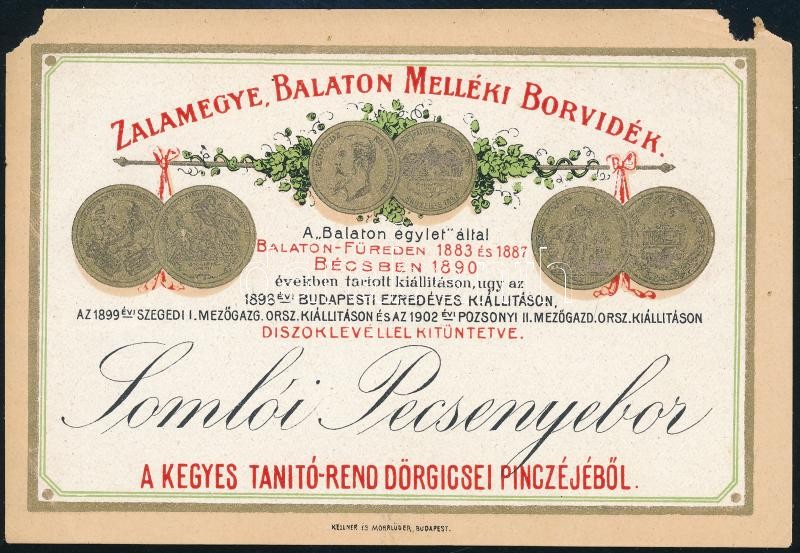 ZALAMEGYE, BALATON MELLÉKI BORVIDÉK.
A „Balaton egylet” által
BALATON-FÜREDEN 1883 ÉS 1887
BÉCSBEN 1890
években tartott kiállitáson, ugy az
1896 ÉVI BUDAPESTI EZREDÉVES KIÁLLITÁSON,
AZ 1899 ÉVI SZEGEDI I. MEZŐGAZG. ORSZ. KIÁLLITÁSON ÉS AZ 1902 ÉVI POZSONYI II. MEZŐGAZD. ORSZ. KIÁLLITÁSON
DISZOKLEVÉLLEL KITÜNTETVE.
Somlói Pecsenyebor
A KEGYES TANITÓ-REND DÖRGICSEI PINCZÉJÉBŐL.
KELLNER ÉS MOHRLÜDER, BUDAPEST.